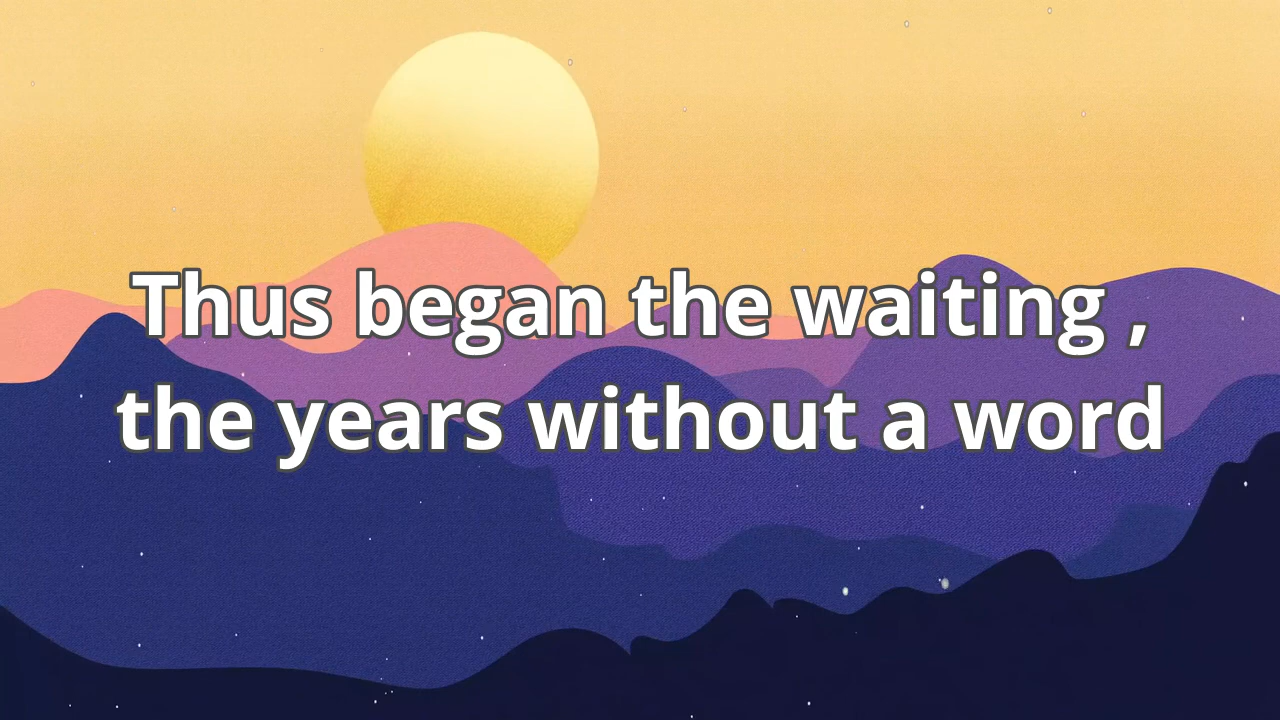 Thus began the waiting ,
the years without a word